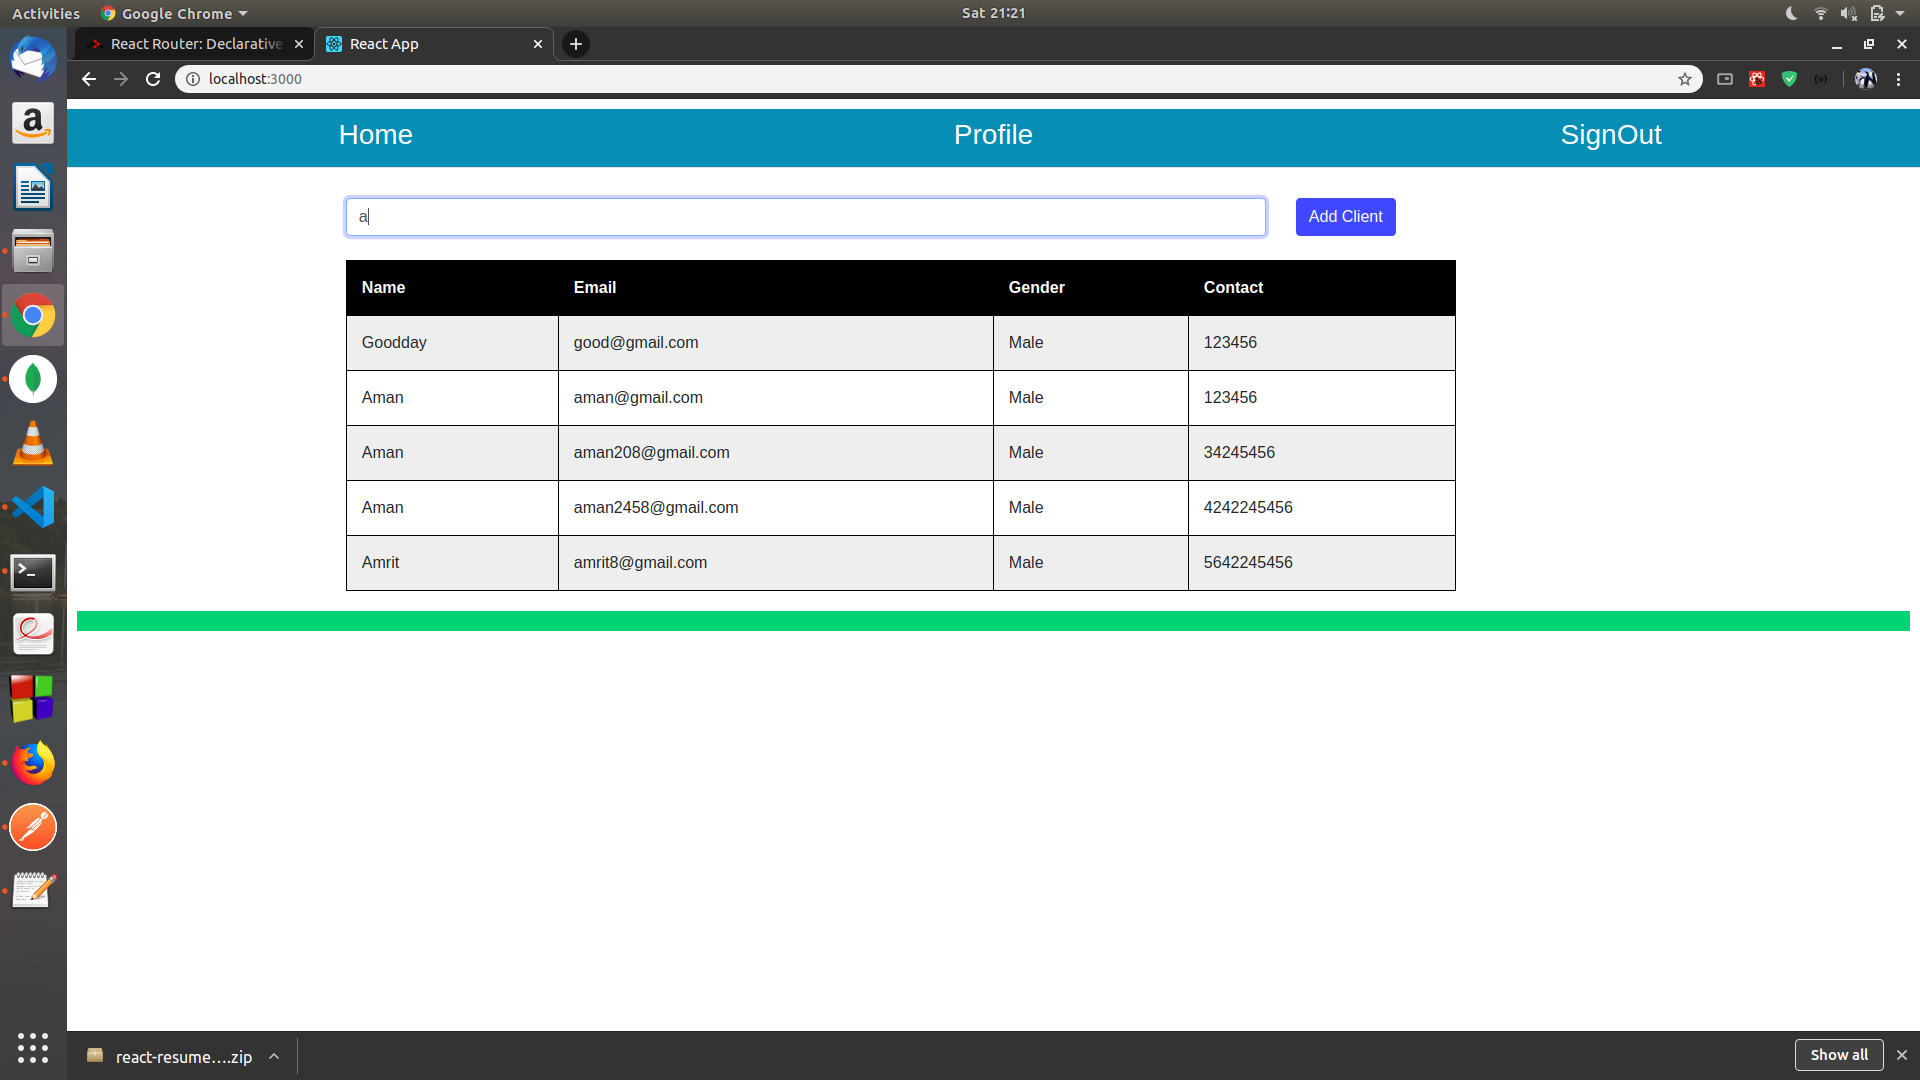 Activities Google Chrome Sat 21:21
React Router: Declarative React App
localhost:3000
Home Profile SignOut
a Add Client
Name Email Gender Contact
Goodday good@gmail.com Male 123456
Aman aman@gmail.com Male 123456
Aman aman208@gmail.com Male 34245456
Aman aman2458@gmail.com Male 4242245456
Amrit amrit8@gmail.com Male 5642245456
react-resume....zip Show all